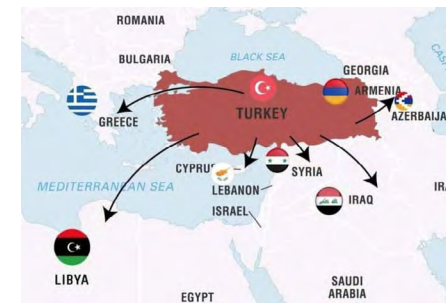 ROMANIA
BLACK SEA
BULGARIA
GEORGIA
ARMENIA
TURKEY
AZERBAIJA
GREECE
CYPRUS
SYRIA
MEDITERRANEAN SEA
LEBANON
IRAQ
ISRAEL
LIBYA
EGYPT
SAUDI
ARABIA